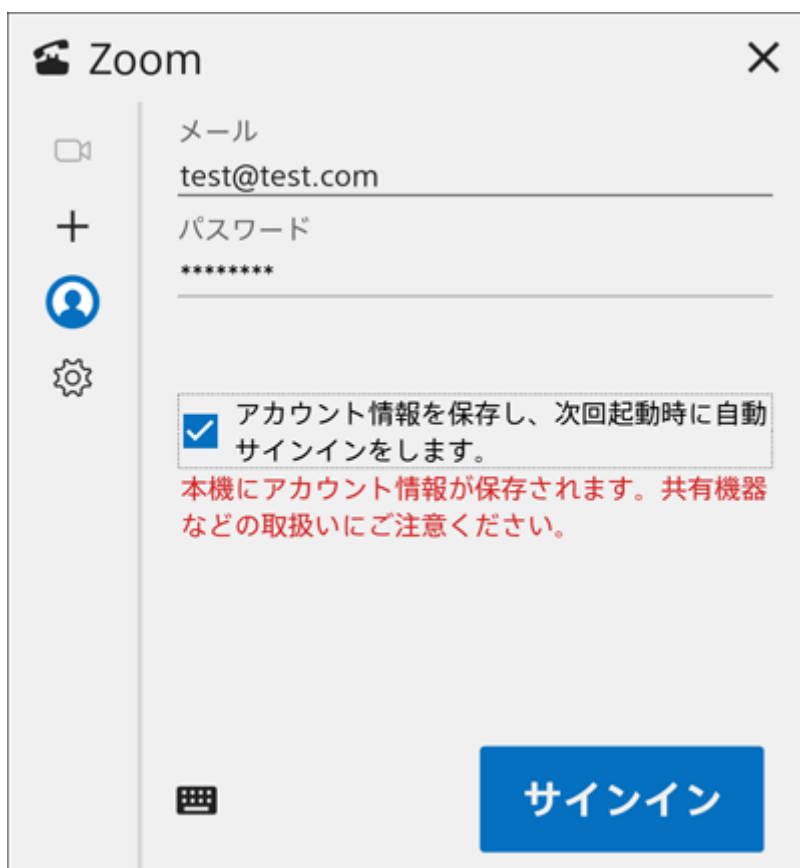 Zoom
メール
test@test.com
パスワード
********
アカウント情報を保存し、次回起動時に自動
サインインをします。
本機にアカウント情報が保存されます。共有機器
などの取扱いにご注意ください。
サインイン